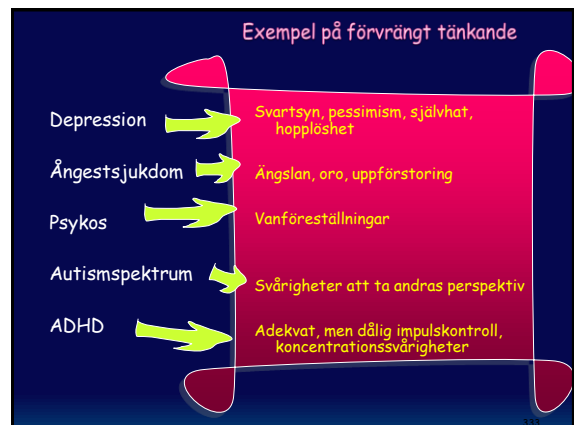 Exempel på förvrängt tänkande
Depression
Svartsyn, pessimism, självhat,
hopplöshet
Ångestsjukdom
Ängslan, oro, uppförstoring
Psykos
Vanföreställningar
Autismspektrum
Svårigheter att ta andras perspektiv
ADHD
Adekvat, men dålig impulskontroll,
koncentrationssvårigheter
333